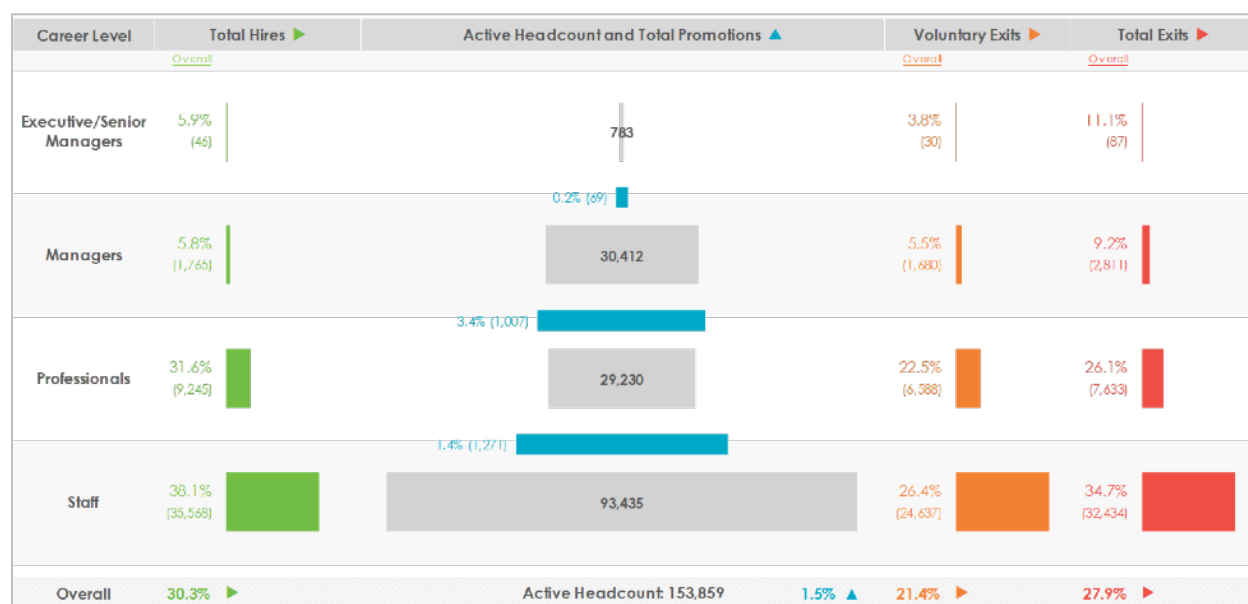 Career Level Total Hires ▶ Active Headcount and Total Promotions ▲ Voluntary Exits ▶ Total Exits ▶
Overall Overall Overall
Executive/Senior Managers 5.9% (46) 783 3.8% (30) 11.1% (87)
0.2% (69)
Managers 5.8% (1,765) 30,412 5.5% (1,680) 9.2% (2,811)
3.4% (1,007)
Professionals 31.6% (9,245) 29,230 22.5% (6,588) 26.1% (7,633)
1.4% (1,271)
Staff 38.1% (35,568) 93,435 26.4% (24,637) 34.7% (32,434)
Overall 30.3% ▶ Active Headcount: 153,859 1.5% ▲ 21.4% ▶ 27.9% ▶